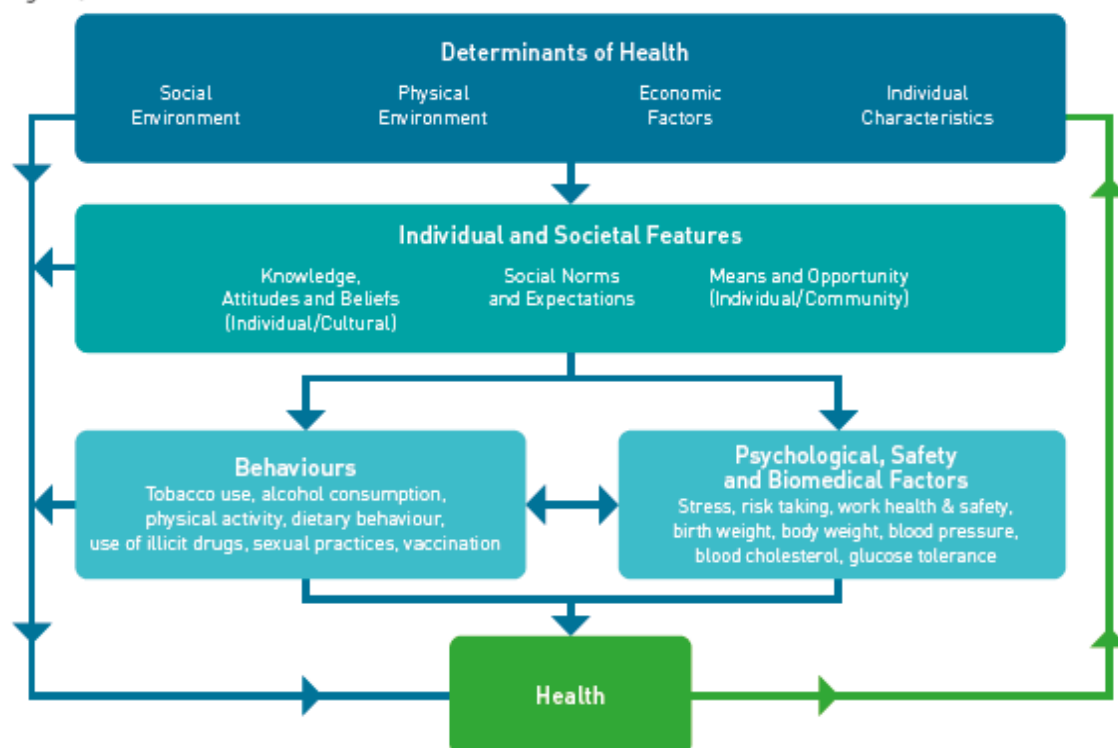 Determinants of Health
Social
Environment
Physical
Environment
Economic
Factors
Individual
Characteristics
Individual and Societal Features
Knowledge,
Attitudes and Beliefs
(Individual/Cultural)
Social Norms
and Expectations
Means and Opportunity
(Individual/Community)
Behaviours
Tobacco use, alcohol consumption,
physical activity, dietary behaviour,
use of illicit drugs, sexual practices, vaccination
Psychological, Safety
and Biomedical Factors
Stress, risk taking, work health & safety,
birth weight, body weight, blood pressure,
blood cholesterol, glucose tolerance
Health